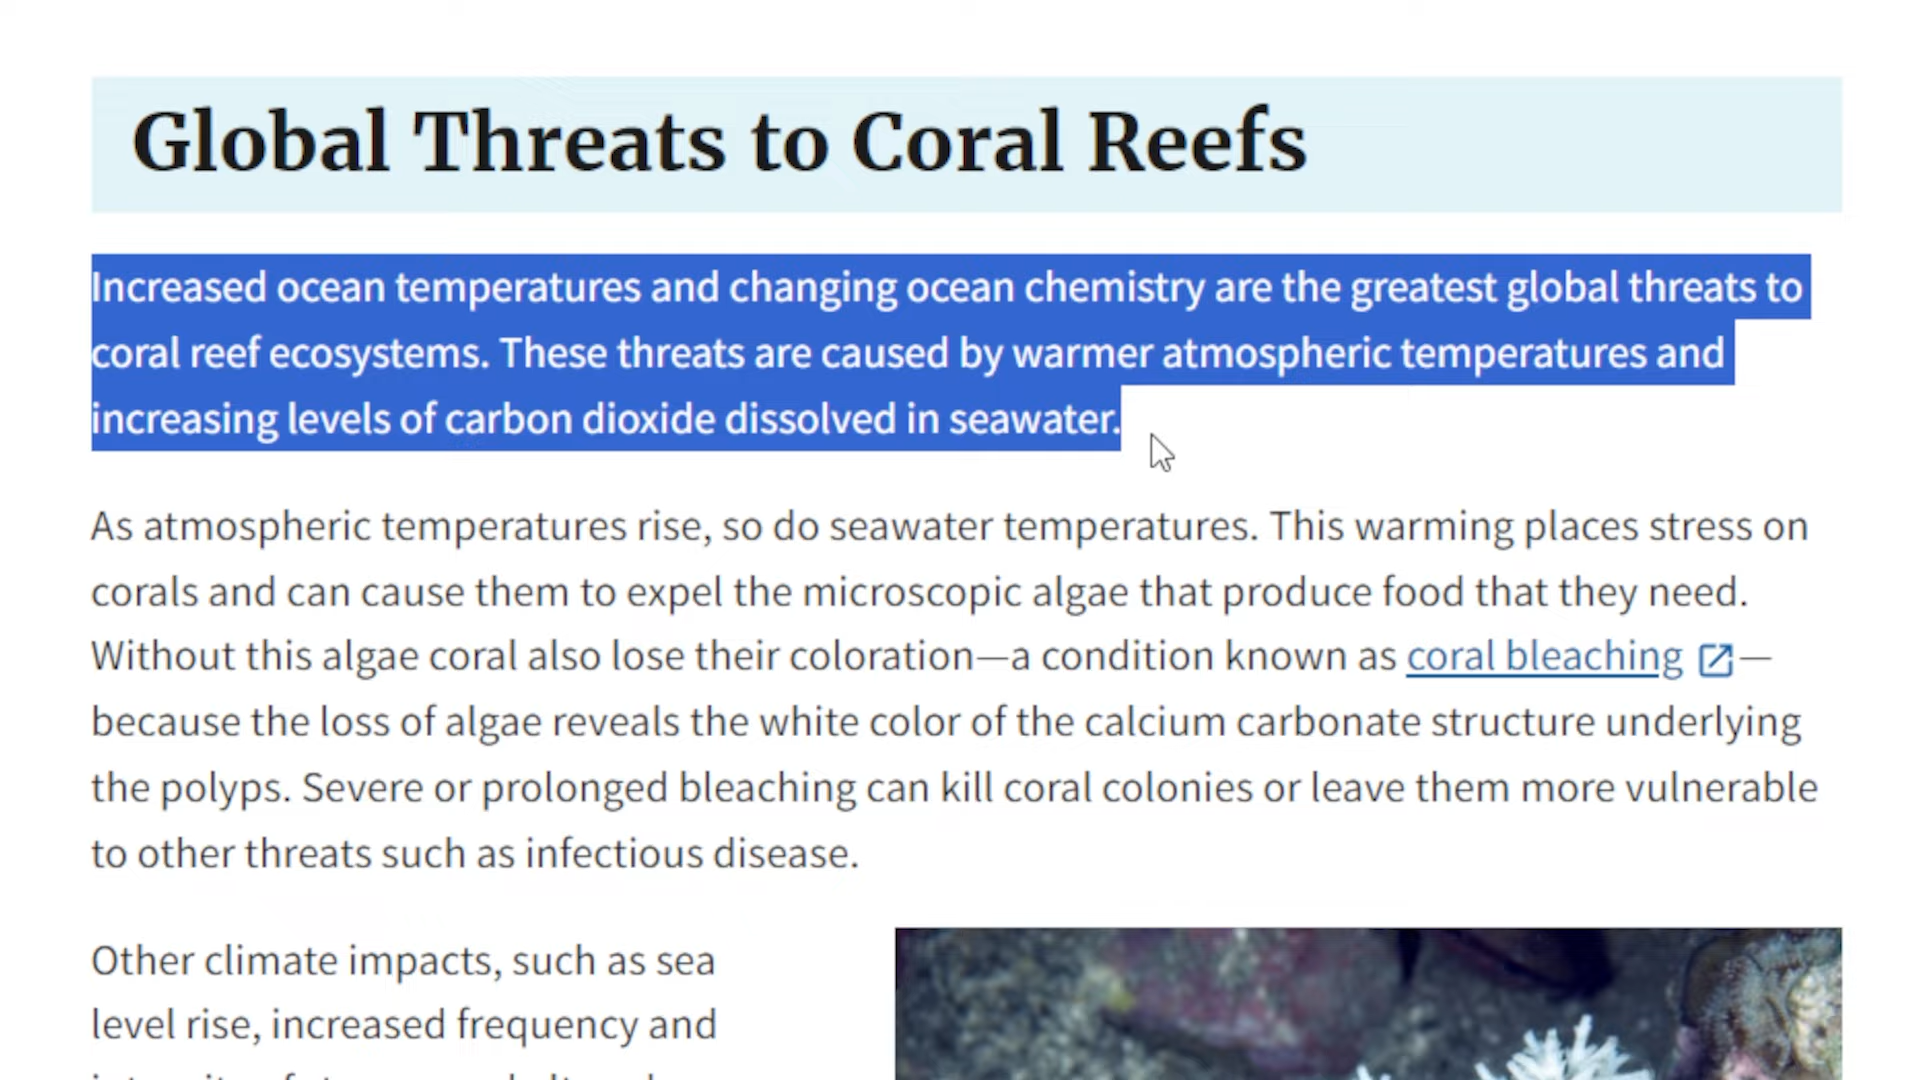 Global Threats to Coral Reefs
Increased ocean temperatures and changing ocean chemistry are the greatest global threats to
coral reef ecosystems. These threats are caused by warmer atmospheric temperatures and
increasing levels of carbon dioxide dissolved in seawater.
As atmospheric temperatures rise, so do seawater temperatures. This warming places stress on
corals and can cause them to expel the microscopic algae that produce food that they need.
Without this algae coral also lose their coloration—a condition known as coral bleaching —
because the loss of algae reveals the white color of the calcium carbonate structure underlying
the polyps. Severe or prolonged bleaching can kill coral colonies or leave them more vulnerable
to other threats such as infectious disease.
Other climate impacts, such as sea
level rise, increased frequency and